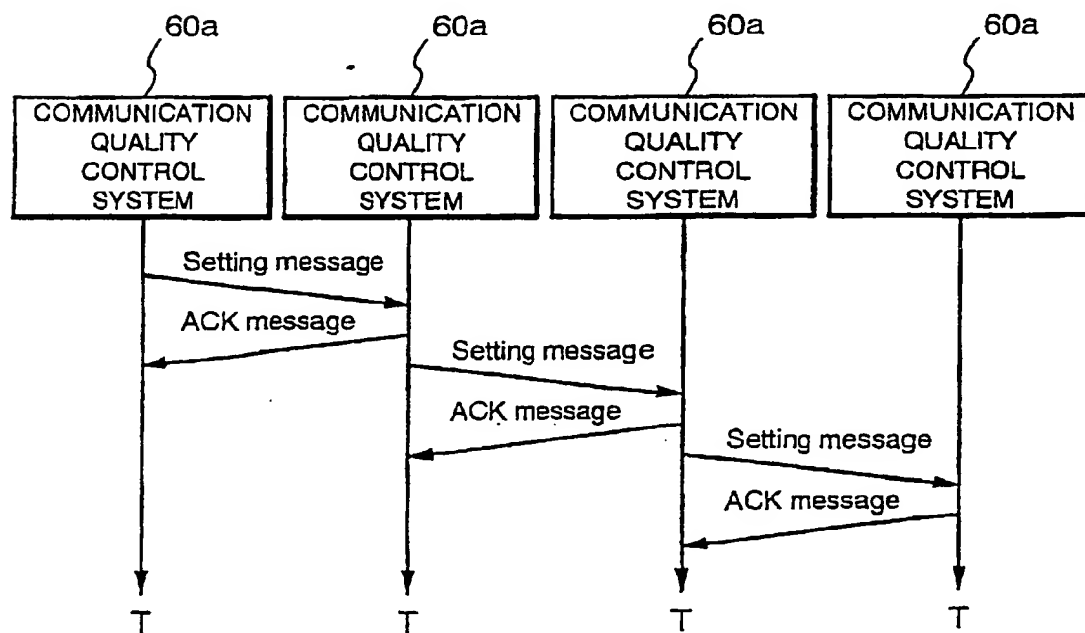 60a 60a 60a 60a
COMMUNICATION
QUALITY
CONTROL
SYSTEM
COMMUNICATION
QUALITY
CONTROL
SYSTEM
COMMUNICATION
QUALITY
CONTROL
SYSTEM
COMMUNICATION
QUALITY
CONTROL
SYSTEM
Setting message
ACK message
Setting message
ACK message
Setting message
ACK message
T T T T